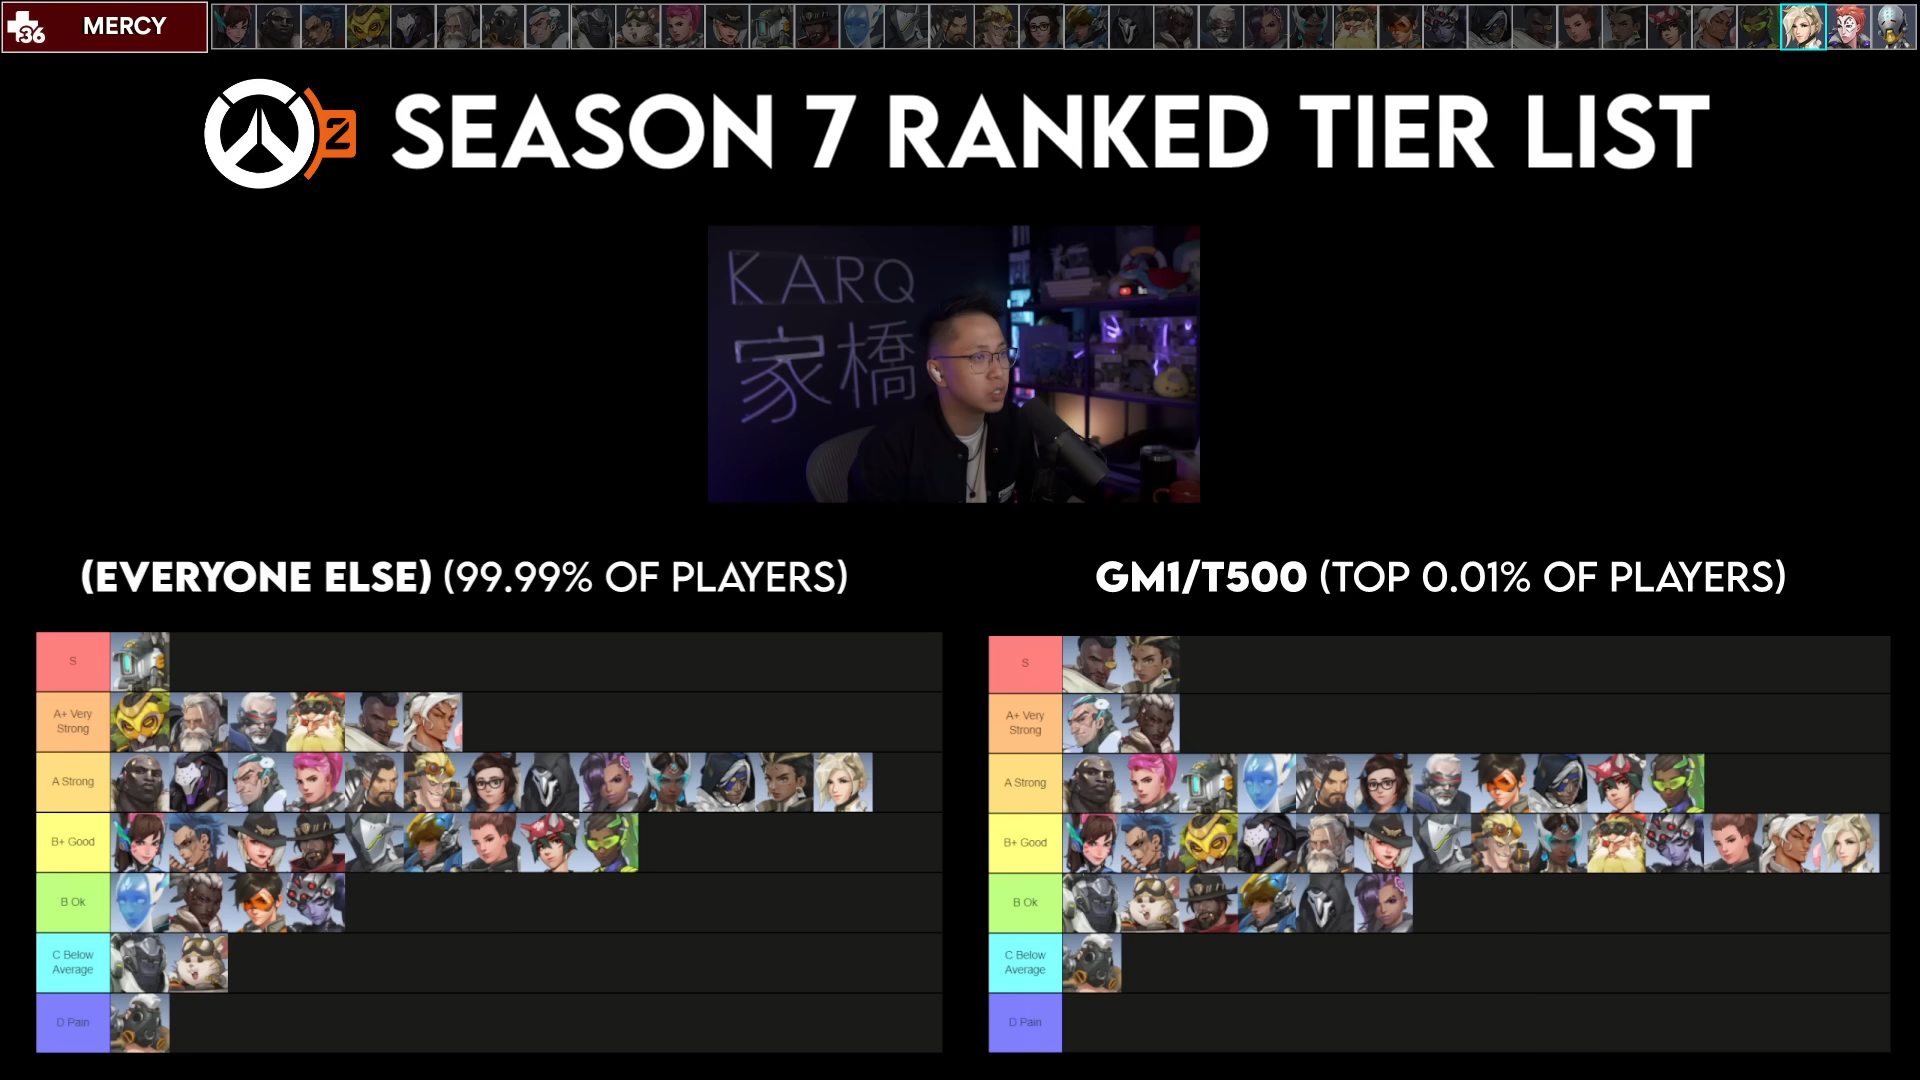 36 MERCY
2 SEASON 7 RANKED TIER LIST
KARQ
家橋
(EVERYONE ELSE) (99.99% OF PLAYERS)
GM1/T500 (TOP 0.01% OF PLAYERS)
S
A+ Very
Strong
A Strong
B+ Good
B Ok
C Below
Average
D Pain
S
A+ Very
Strong
A Strong
B+ Good
B Ok
C Below
Average
D Pain